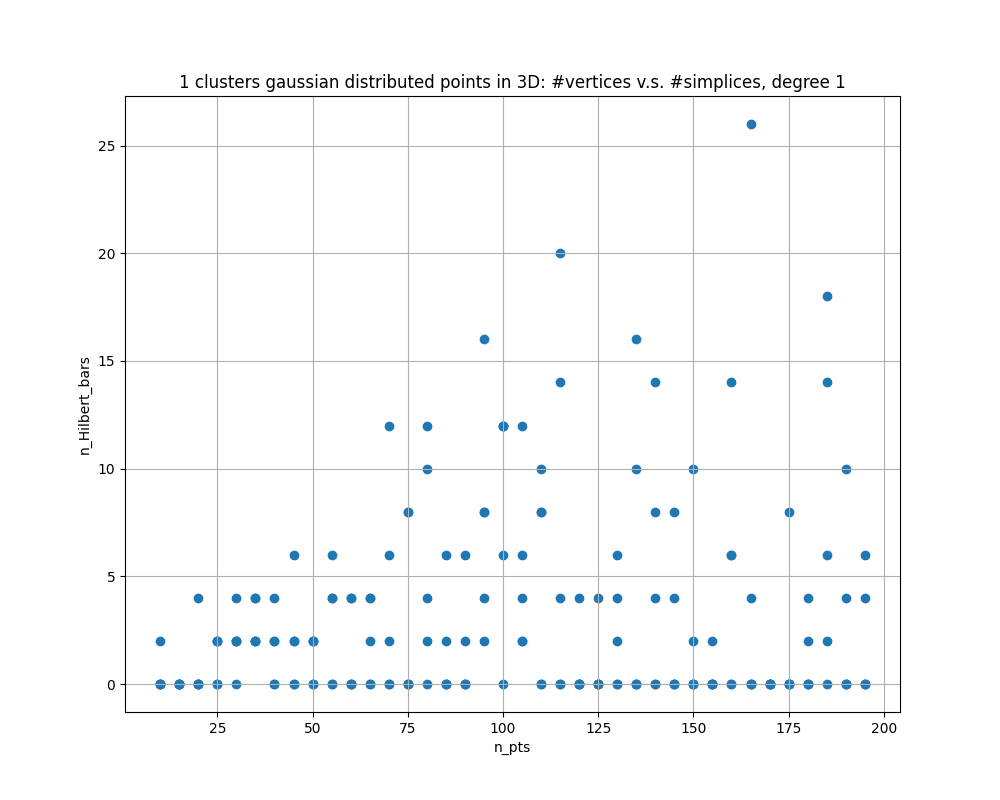 1 clusters gaussian distributed points in 3D: #vertices v.s. #simplices, degree 1
25
20
15
10
5
0
n_Hilbert_bars
25 50 75 100 125 150 175 200
n_pts